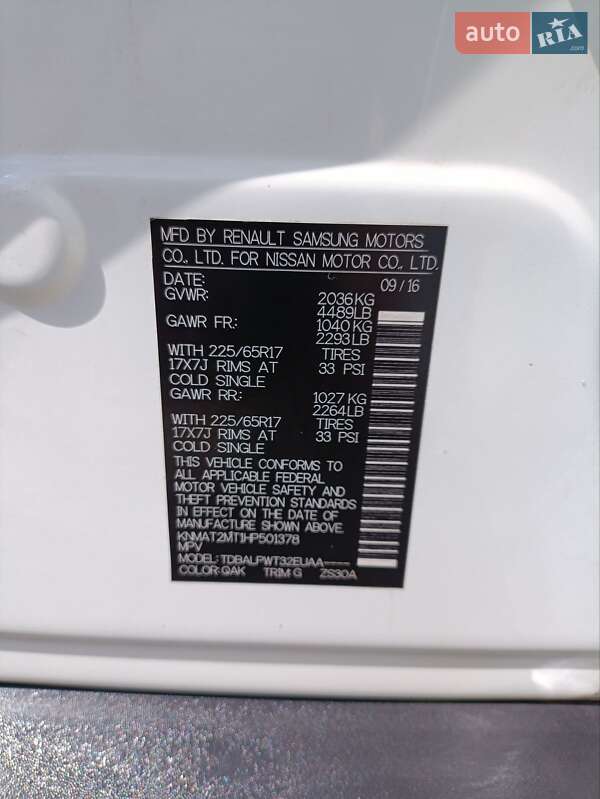 auto RIA
.com
MFD BY RENAULT SAMSUNG MOTORS
CO., LTD. FOR NISSAN MOTOR CO., LTD.
DATE: 09/16
GVWR: 2036KG
4489LB
GAWR FR: 1040KG
2293LB
WITH 225/65R17 TIRES
17X7J RIMS AT 33 PSI
COLD SINGLE
GAWR RR: 1027KG
2264LB
WITH 225/65R17 TIRES
17X7J RIMS AT 33 PSI
COLD SINGLE
THIS VEHICLE CONFORMS TO
ALL APPLICABLE FEDERAL
MOTOR VEHICLE SAFETY AND
THEFT PREVENTION STANDARDS
IN EFFECT ON THE DATE OF
MANUFACTURE SHOWN ABOVE.
KNMAT2MT1HP501378
MPV
MODEL: TDBALPWT32EUAA----
COLOR: QAK TRIM: G ZS30A